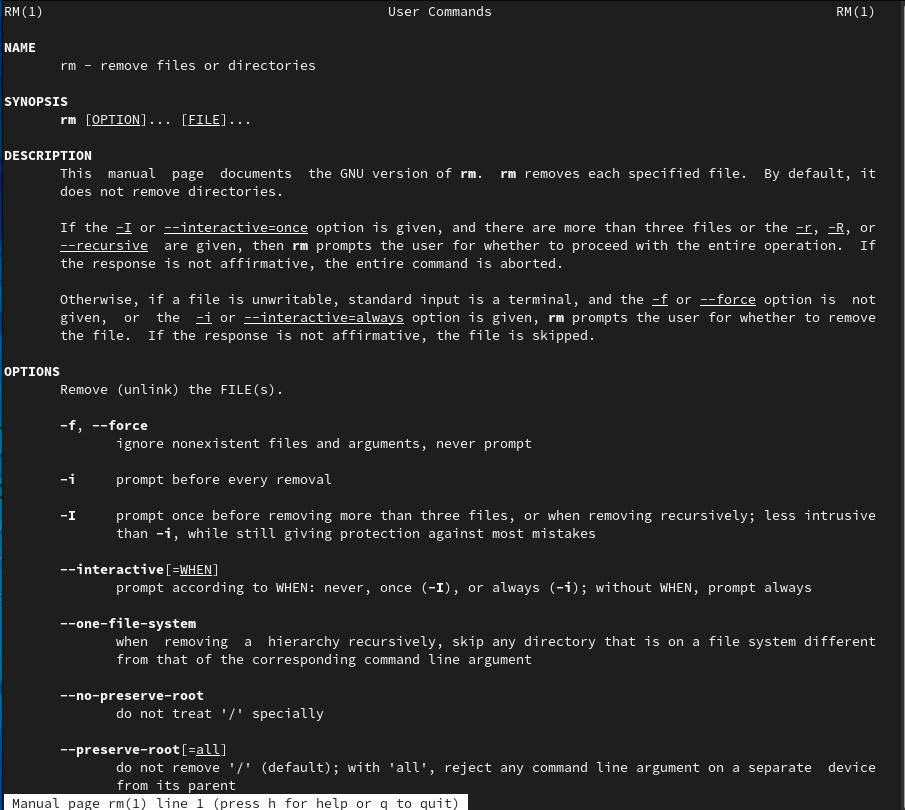 RM(1) User Commands RM(1)
NAME
rm - remove files or directories
SYNOPSIS
rm [OPTION]... [FILE]...
DESCRIPTION
This manual page documents the GNU version of rm. rm removes each specified file. By default, it
does not remove directories.
If the -I or --interactive=once option is given, and there are more than three files or the -r, -R, or
--recursive are given, then rm prompts the user for whether to proceed with the entire operation. If
the response is not affirmative, the entire command is aborted.
Otherwise, if a file is unwritable, standard input is a terminal, and the -f or --force option is not
given, or the -i or --interactive=always option is given, rm prompts the user for whether to remove
the file. If the response is not affirmative, the file is skipped.
OPTIONS
Remove (unlink) the FILE(s).
-f, --force
ignore nonexistent files and arguments, never prompt
-i prompt before every removal
-I prompt once before removing more than three files, or when removing recursively; less intrusive
than -i, while still giving protection against most mistakes
--interactive[=WHEN]
prompt according to WHEN: never, once (-I), or always (-i); without WHEN, prompt always
--one-file-system
when removing a hierarchy recursively, skip any directory that is on a file system different
from that of the corresponding command line argument
--no-preserve-root
do not treat '/' specially
--preserve-root[=all]
do not remove '/' (default); with 'all', reject any command line argument on a separate device
from its parent
Manual page rm(1) line 1 (press h for help or q to quit)